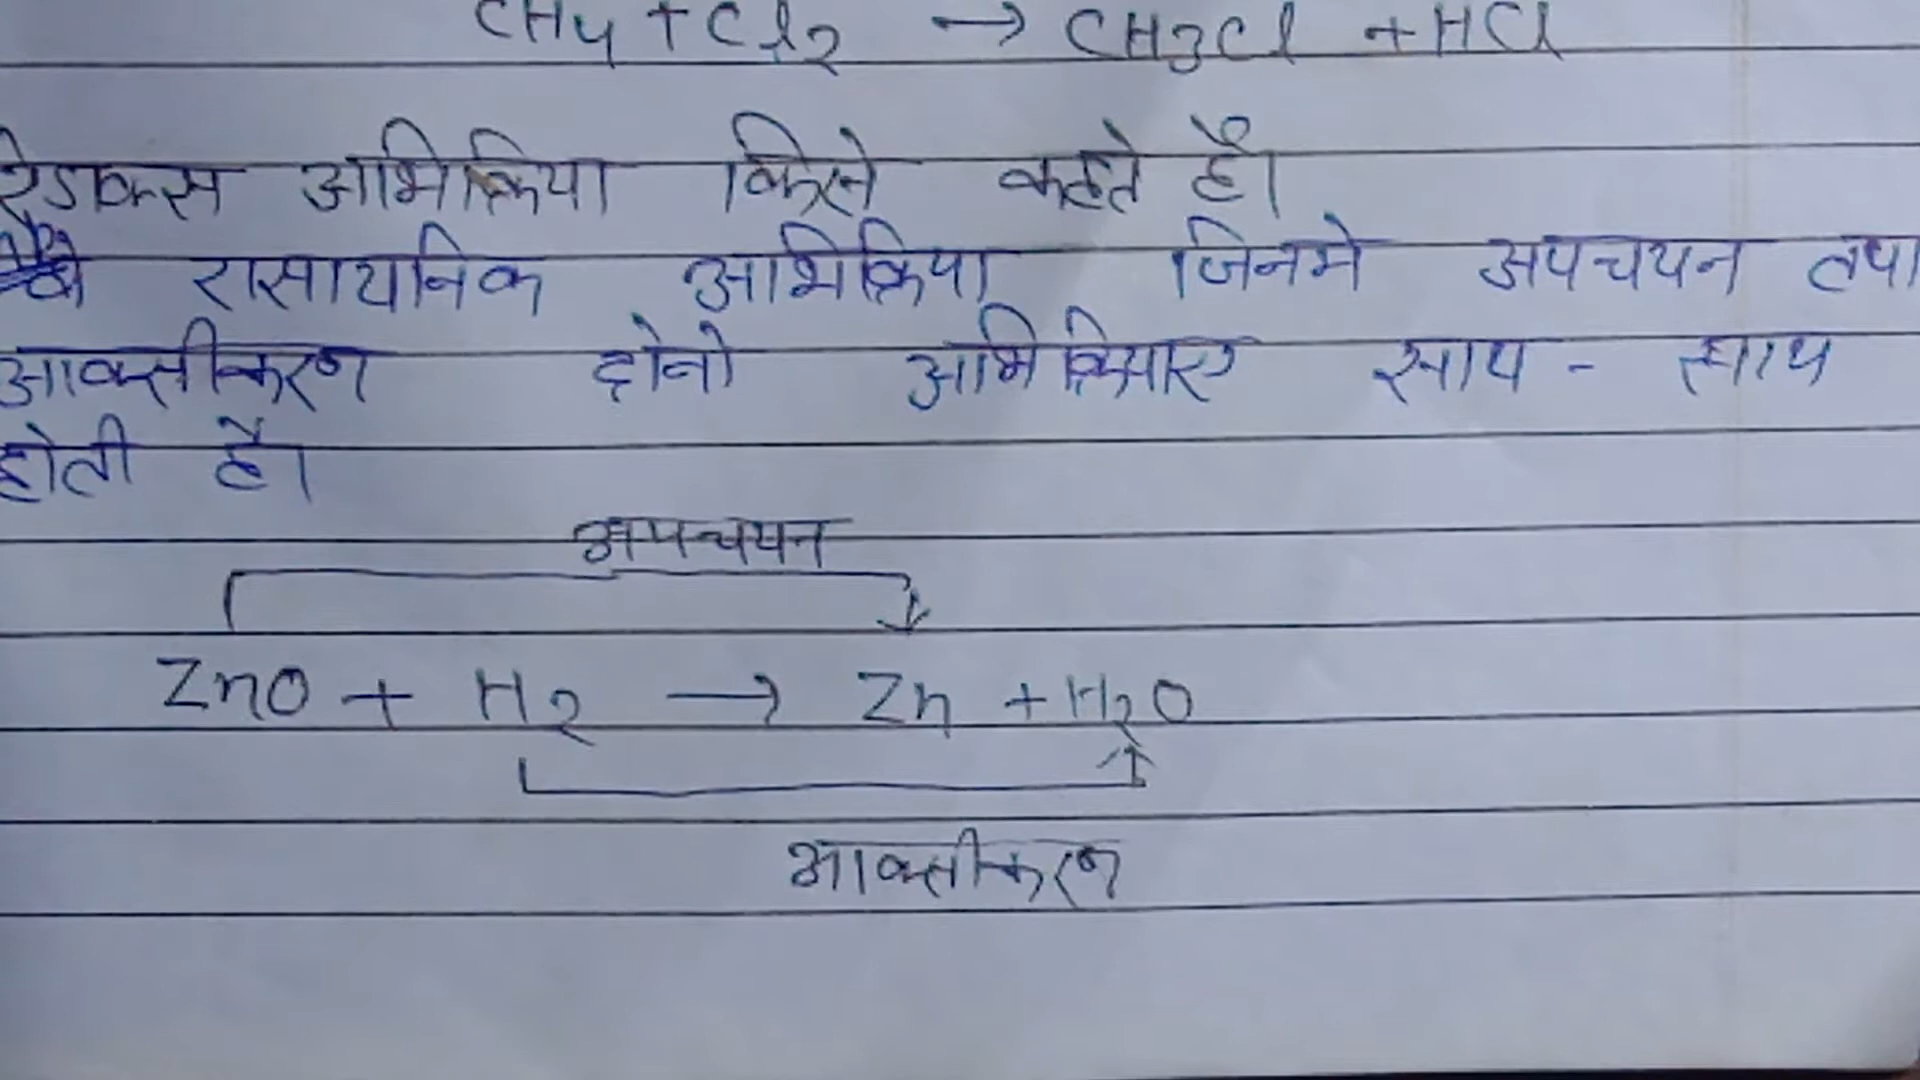 CH4 + Cl2 → CH3Cl + HCl
रेडाक्स अभिक्रिया किसे कहते है।
वे रासायनिक अभिक्रिया जिनमे अपचयन तथा
आक्सीकरण दोनो अभिक्रियाए साथ - साथ
होती है।
अपचयन
ZnO + H2 → Zn + H2O
आक्सीकरण